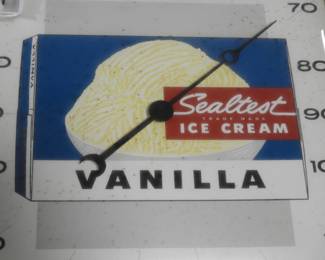 70
VANILLA
80
Sealtest
TRADE MARK
ICE CREAM
90
VANILLA
100